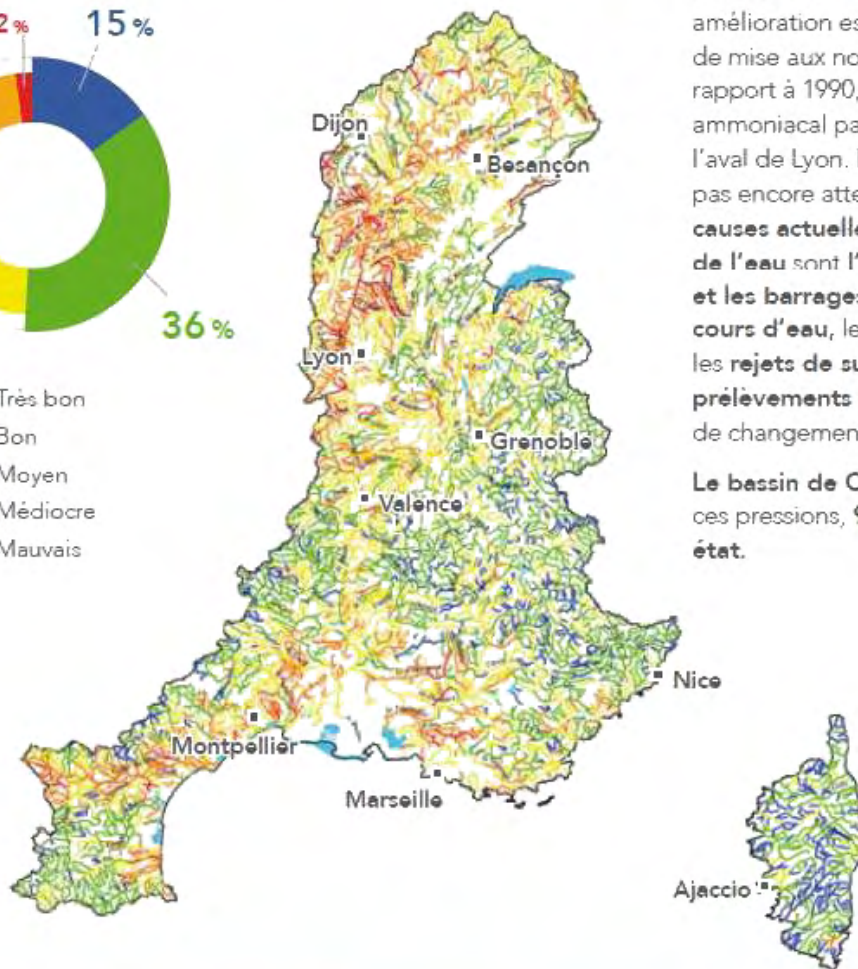 2 %
15 %
36 %
Très bon
Bon
Moyen
Médiocre
Mauvais
Dijon
Besançon
Lyon
Grenoble
Valence
Nice
Montpellier
Marseille
Ajaccio
amélioration es
de mise aux no
rapport à 1990,
ammoniacal pa
l'aval de Lyon.
pas encore atte
causes actuelle
de l'eau sont l'
et les barrages
cours d'eau, le
les rejets de su
prélèvements
de changemen
Le bassin de C
ces pressions,
état.